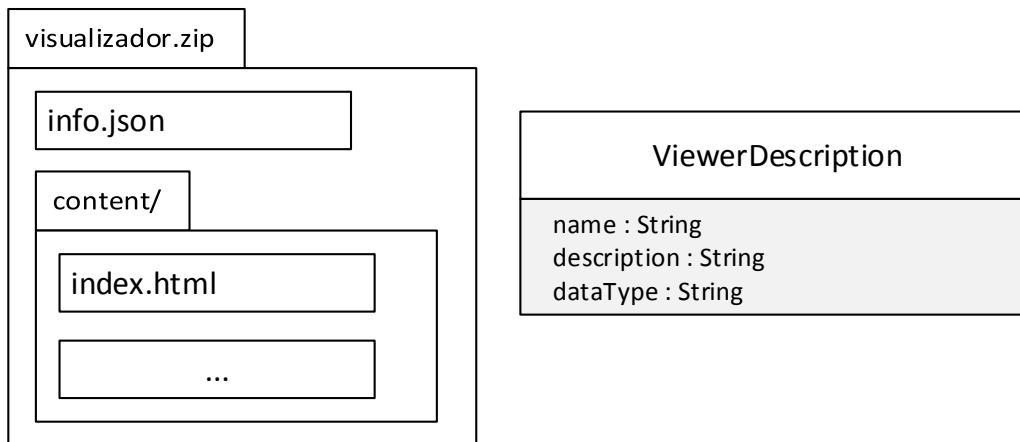 visualizador.zip
info.json
content/
index.html
...
ViewerDescription
name : String
description : String
dataType : String